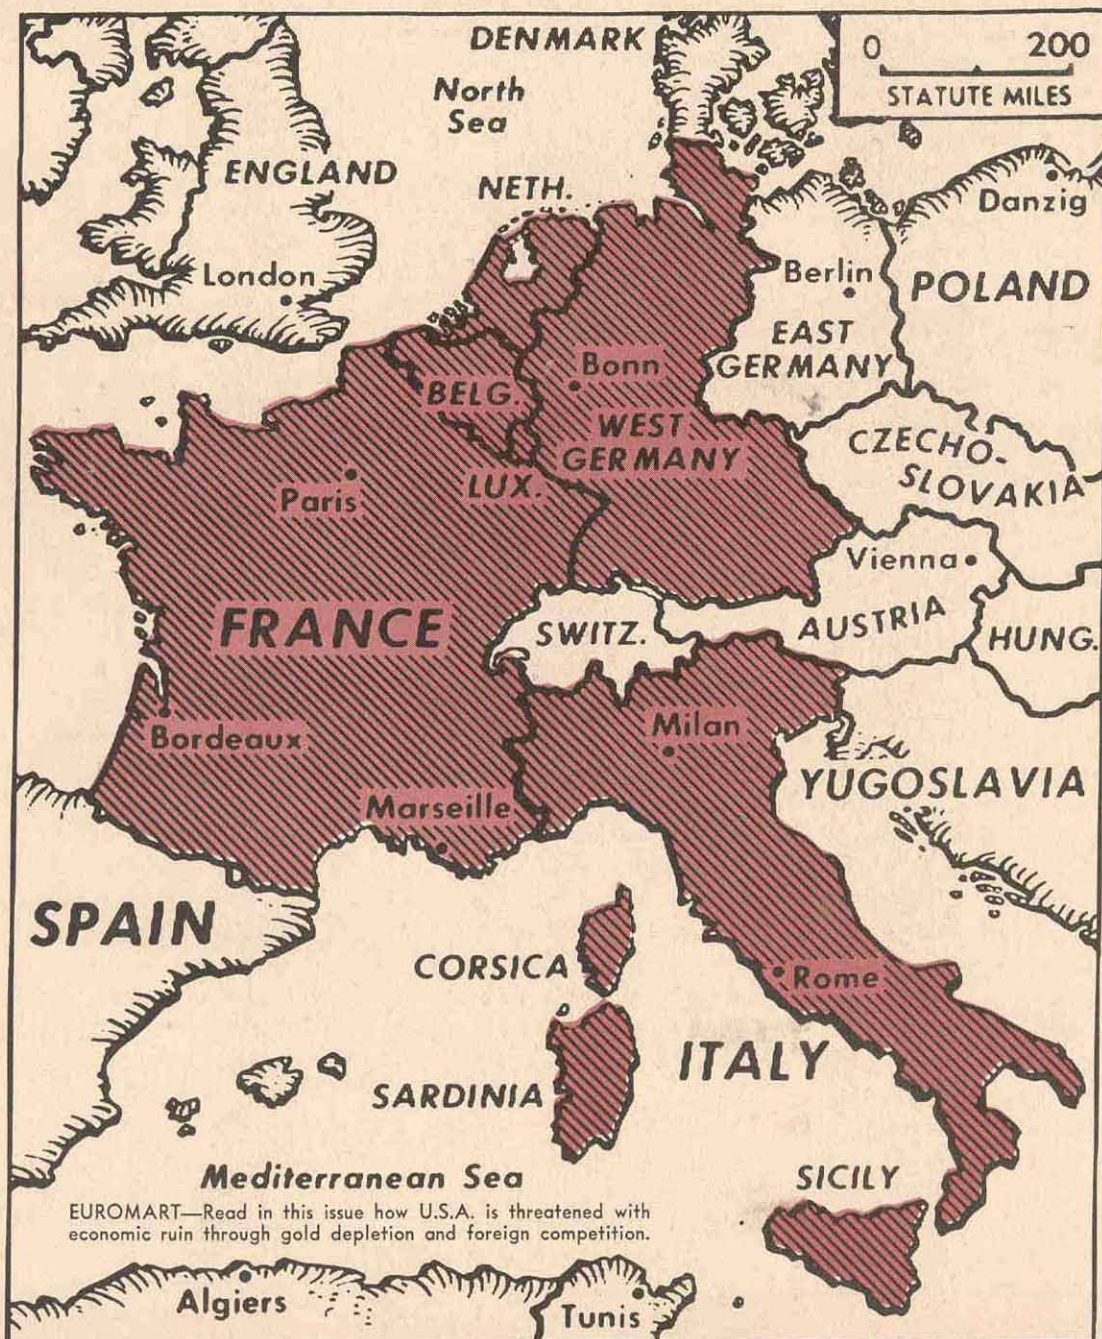 DENMARK
0 200
STATUTE MILES
North
Sea
ENGLAND
NETH.
Danzig
London
Berlin
POLAND
EAST
GERMANY
Bonn
BELG.
WEST
GERMANY
CZECHO-
SLOVAKIA
Paris
LUX.
Vienna
FRANCE
SWITZ.
AUSTRIA
HUNG.
Bordeaux
Milan
YUGOSLAVIA
Marseille
SPAIN
CORSICA
Rome
ITALY
SARDINIA
Mediterranean Sea
SICILY
EUROMART—Read in this issue how U.S.A. is threatened with
economic ruin through gold depletion and foreign competition.
Algiers
Tunis